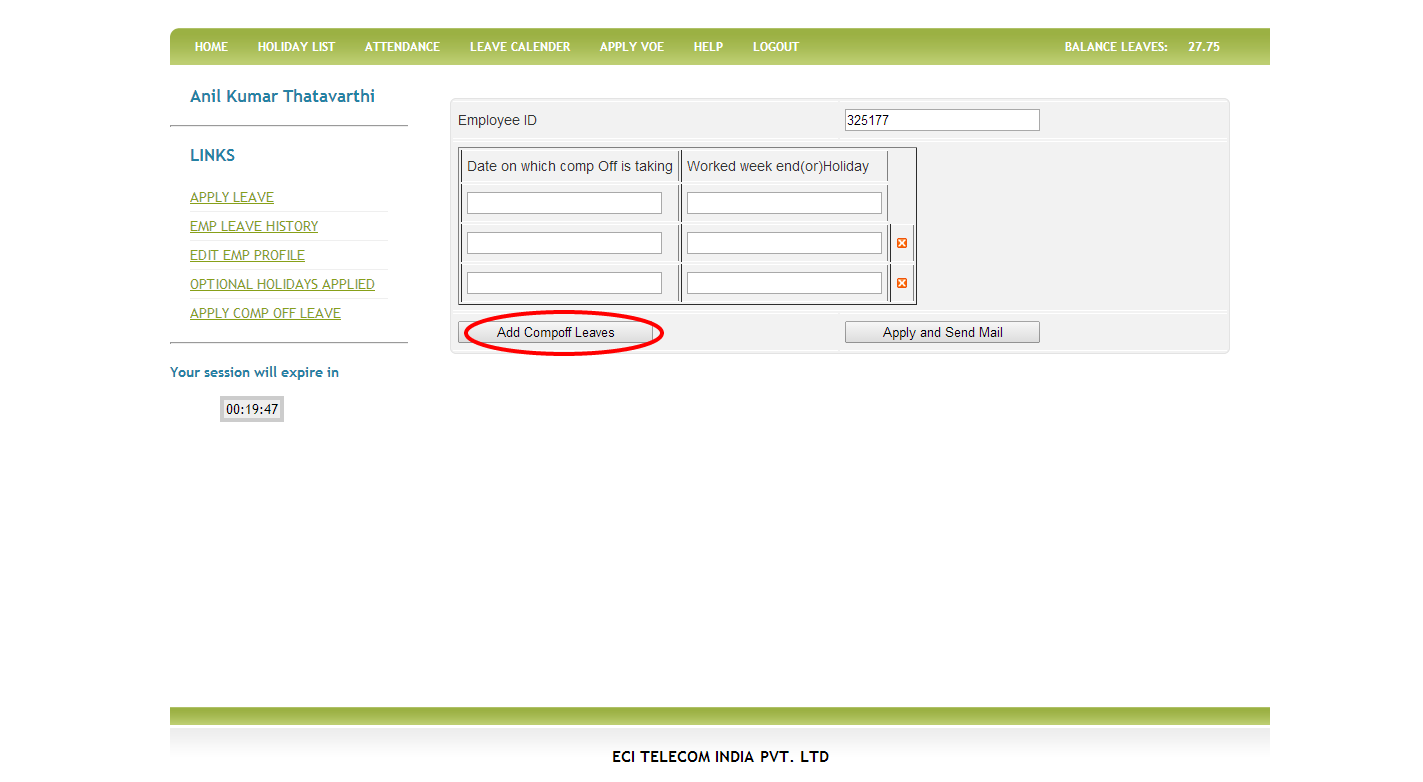 HOME HOLIDAY LIST ATTENDANCE LEAVE CALENDER APPLY VOE HELP LOGOUT BALANCE LEAVES: 27.75
Anil Kumar Thatavarthi
LINKS
APPLY LEAVE
EMP LEAVE HISTORY
EDIT EMP PROFILE
OPTIONAL HOLIDAYS APPLIED
APPLY COMP OFF LEAVE
Your session will expire in
00:19:47
Employee ID 325177
Date on which comp Off is taking Worked week end(or)Holiday
Add Compoff Leaves Apply and Send Mail
ECI TELECOM INDIA PVT. LTD